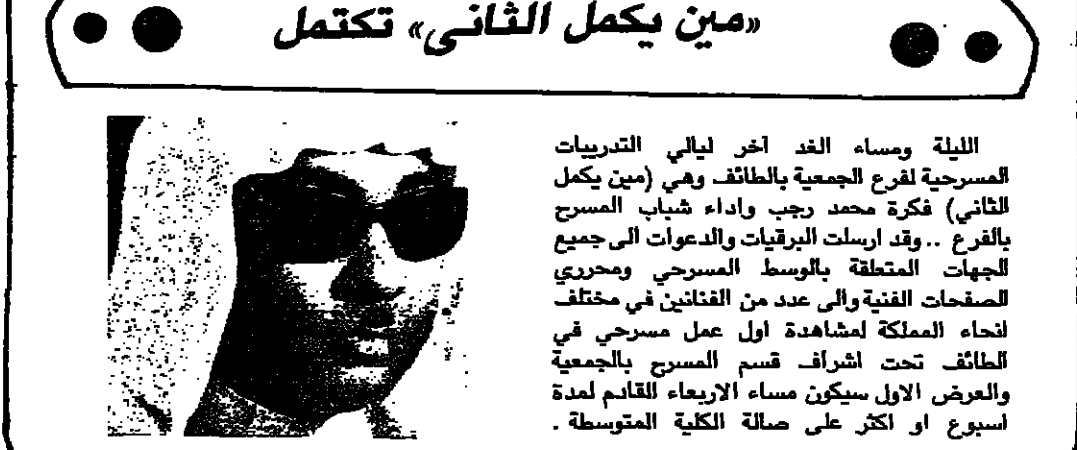 «مين يكمل الثانى» تكتمل
الليلة ومساء الغد آخر ليالي التدريبات
المسرحية لفرع الجمعية بالطائف وهي (مين يكمل
الثاني) فكرة محمد رجب واداء شباب المسرح
بالفرع .. وقد ارسلت البرقيات والدعوات الى جميع
الجهات المتعلقة بالوسط المسرحي ومحرري
الصفحات الفنية والى عدد من الفنانين في مختلف
انحاء المملكة لمشاهدة اول عمل مسرحي في
الطائف تحت اشراف قسم المسرح بالجمعية
والعرض الاول سيكون مساء الاربعاء القادم لمدة
اسبوع او اكثر على صالة الكلية المتوسطة .